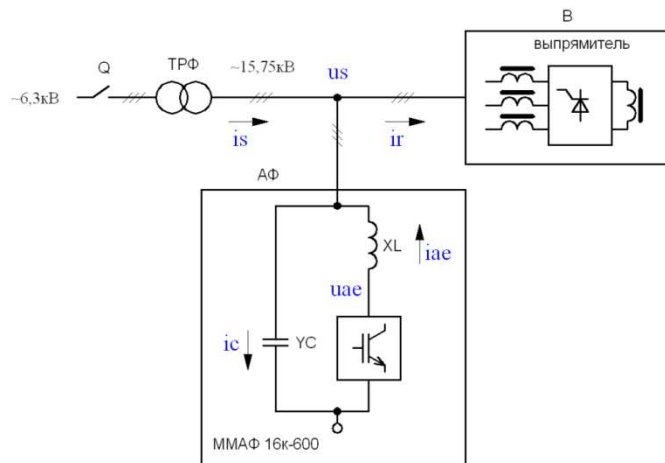 В
выпрямитель
ТРФ
Q
~15,75кВ
us
~6,3кВ
is
ir
АФ
XL
iae
uae
ic
YC
ММАФ 16к-600